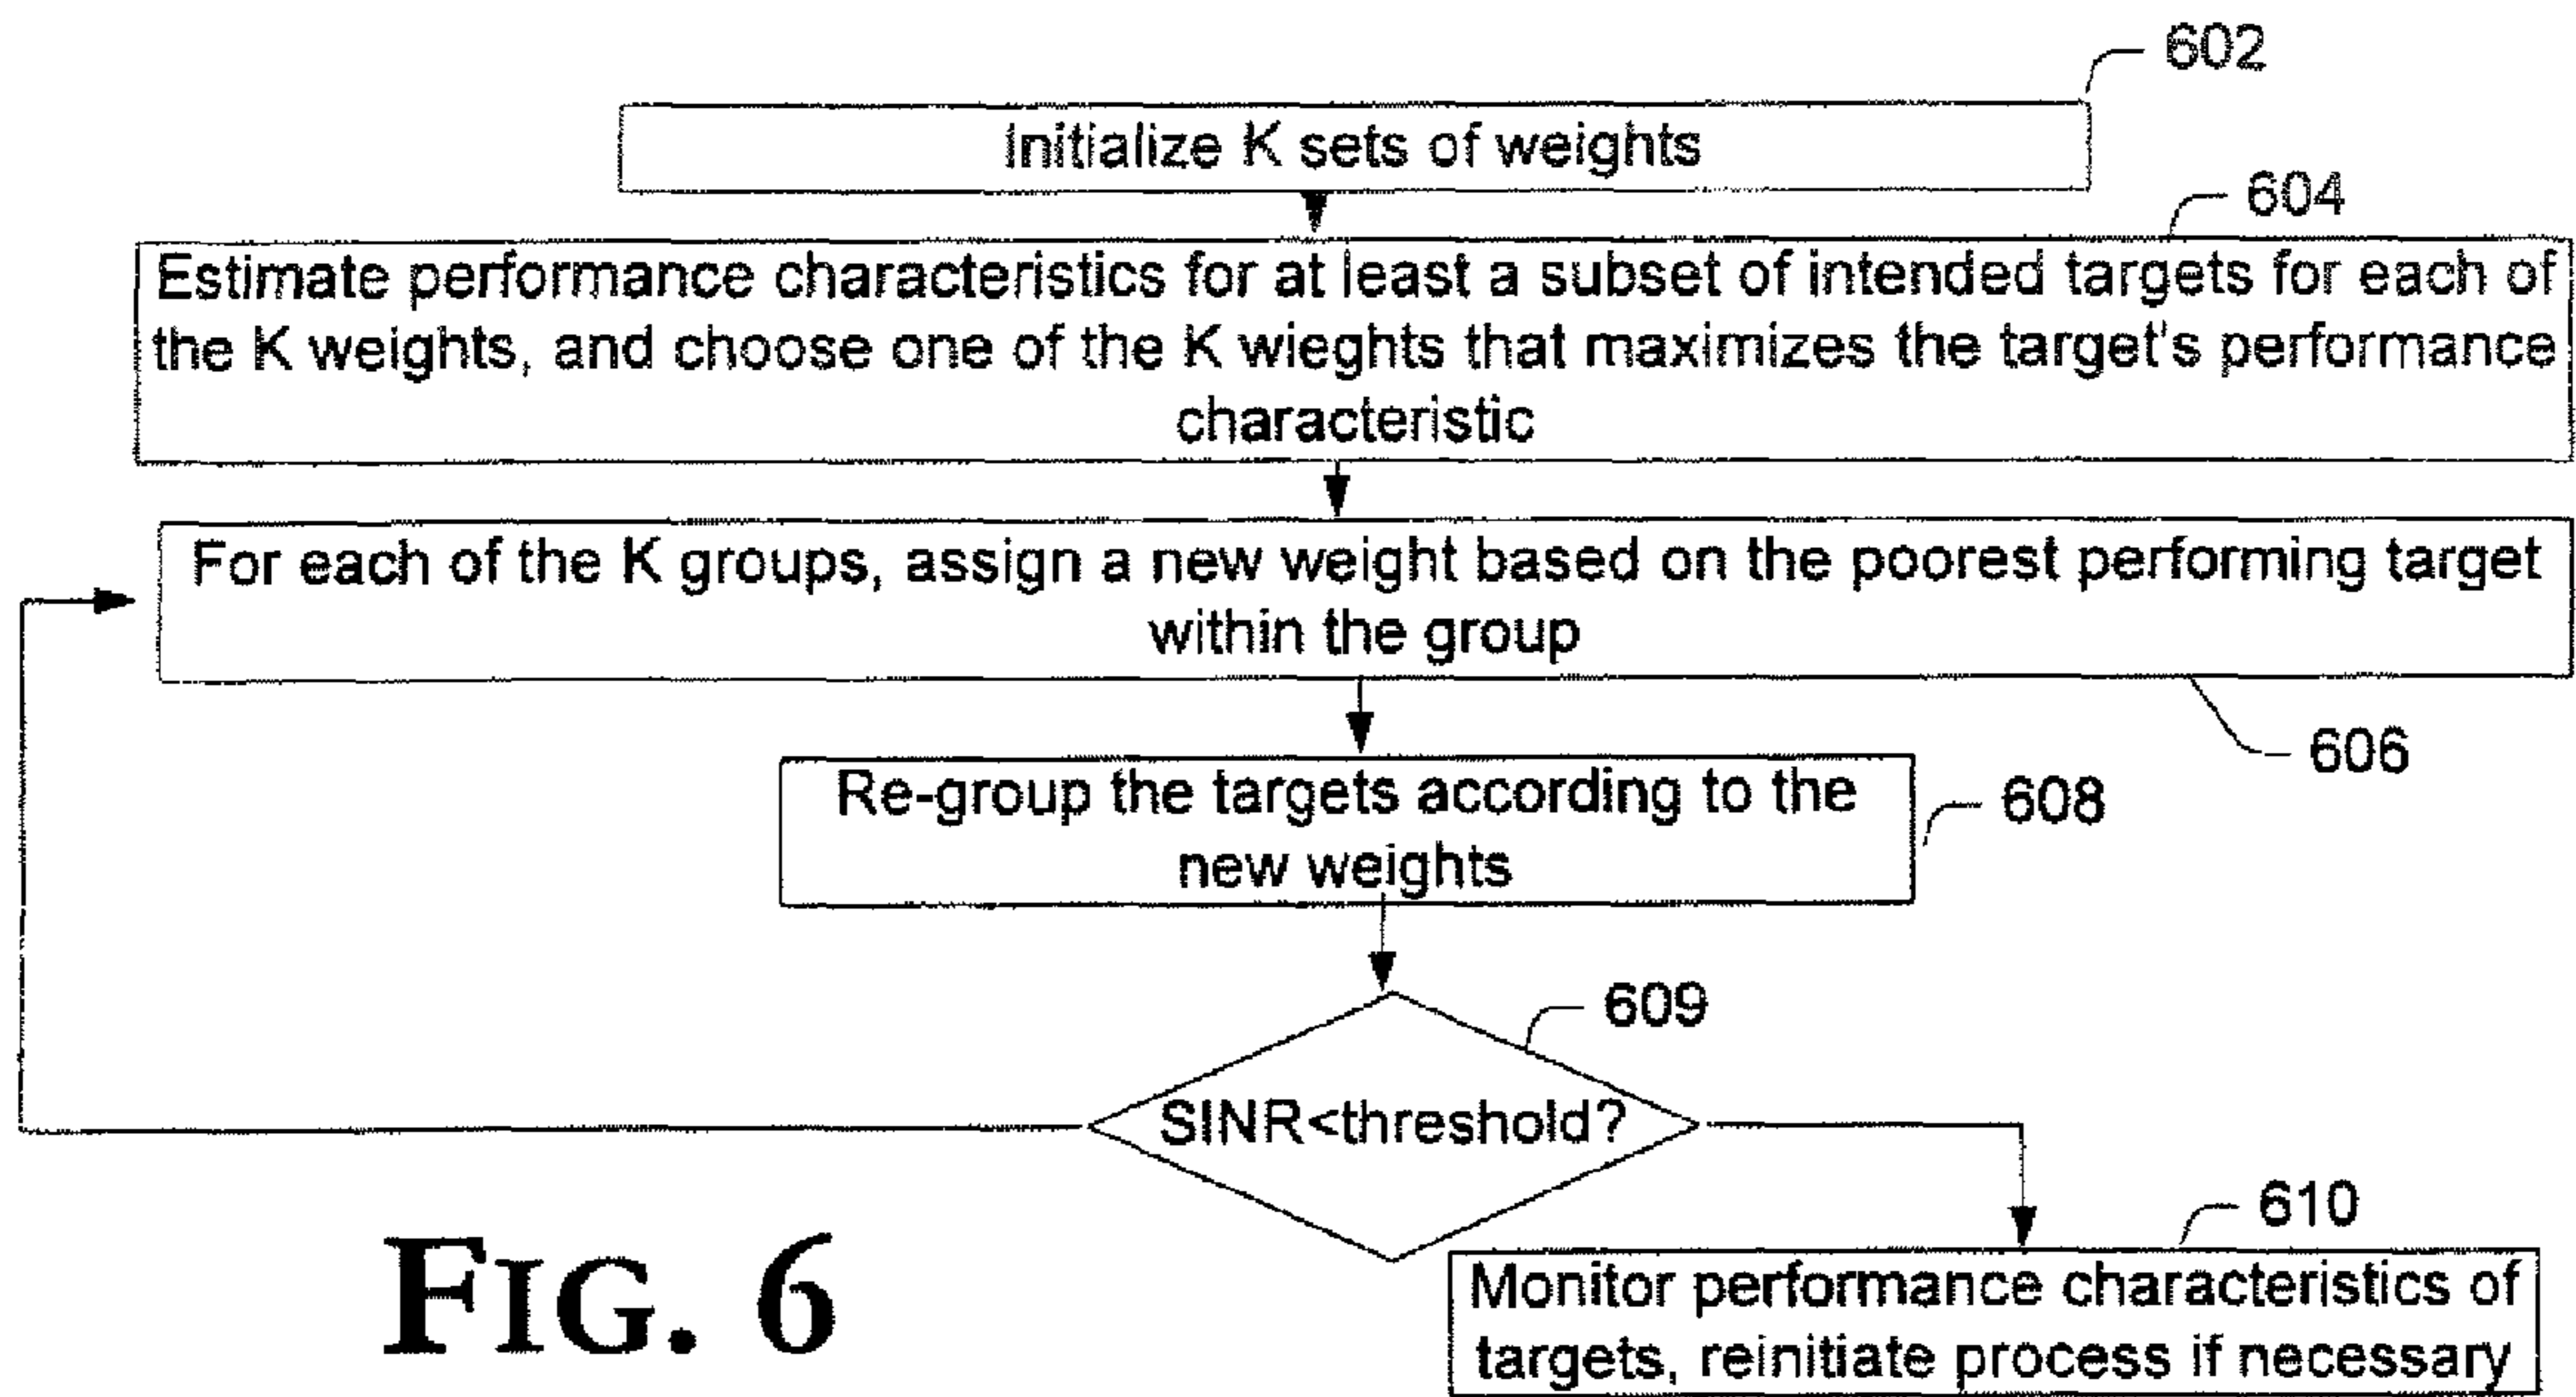 602
Initialize K sets of weights
604
Estimate performance characteristics for at least a subset of intended targets for each of
the K weights, and choose one of the K wieghts that maximizes the target's performance
characteristic
For each of the K groups, assign a new weight based on the poorest performing target
within the group
606
Re-group the targets according to the
new weights
608
609
SINR<threshold?
610
Monitor performance characteristics of
targets, reinitiate process if necessary
FIG. 6